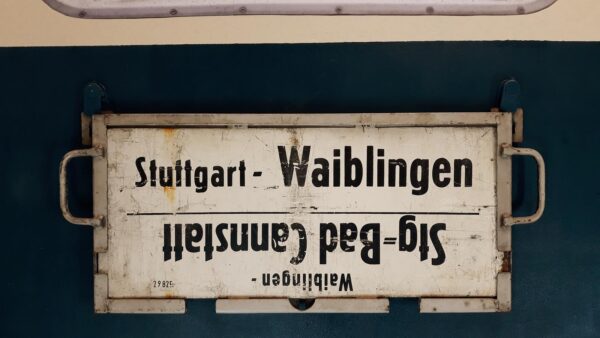 Stuttgart - Waiblingen
Waiblingen -
Stg=Bad Cannstatt